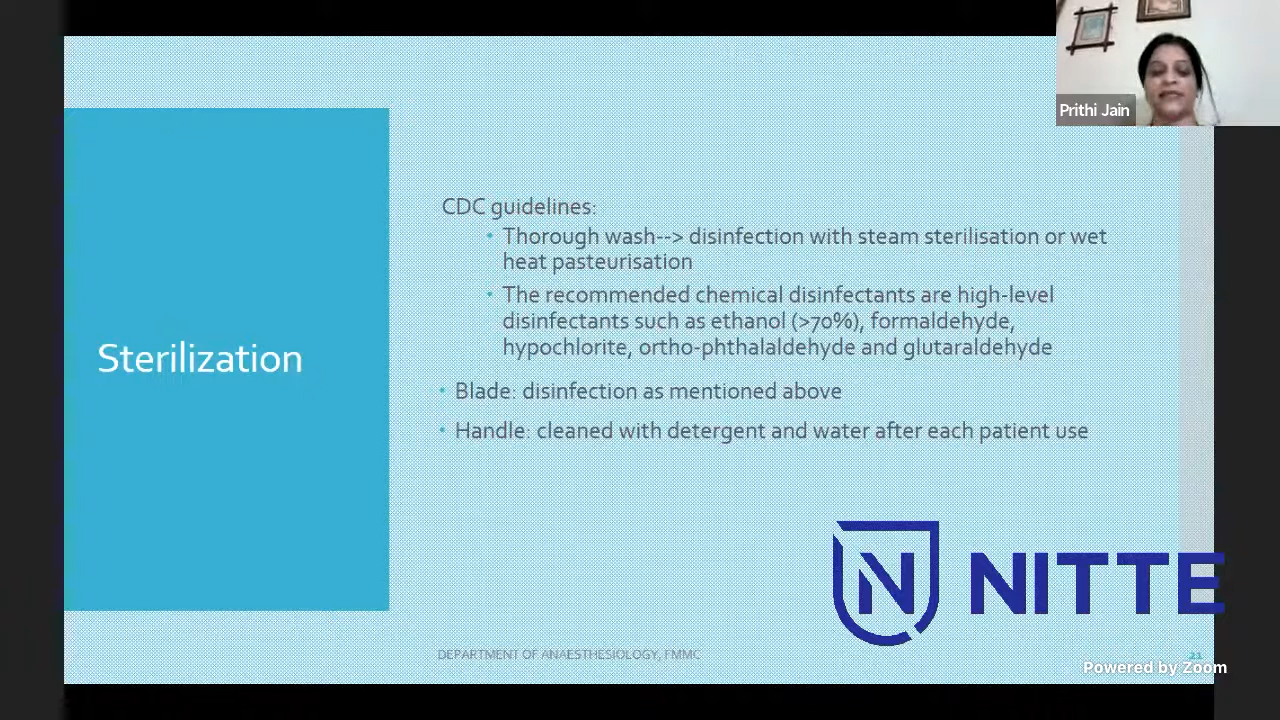 Prithi Jain
Sterilization
CDC guidelines:
• Thorough wash--> disinfection with steam sterilisation or wet
heat pasteurisation
• The recommended chemical disinfectants are high-level
disinfectants such as ethanol (>70%), formaldehyde,
hypochlorite, ortho-phthalaldehyde and glutaraldehyde
• Blade: disinfection as mentioned above
• Handle: cleaned with detergent and water after each patient use
N NITTE
DEPARTMENT OF ANAESTHESIOLOGY, FMMC
21
Powered by Zoom